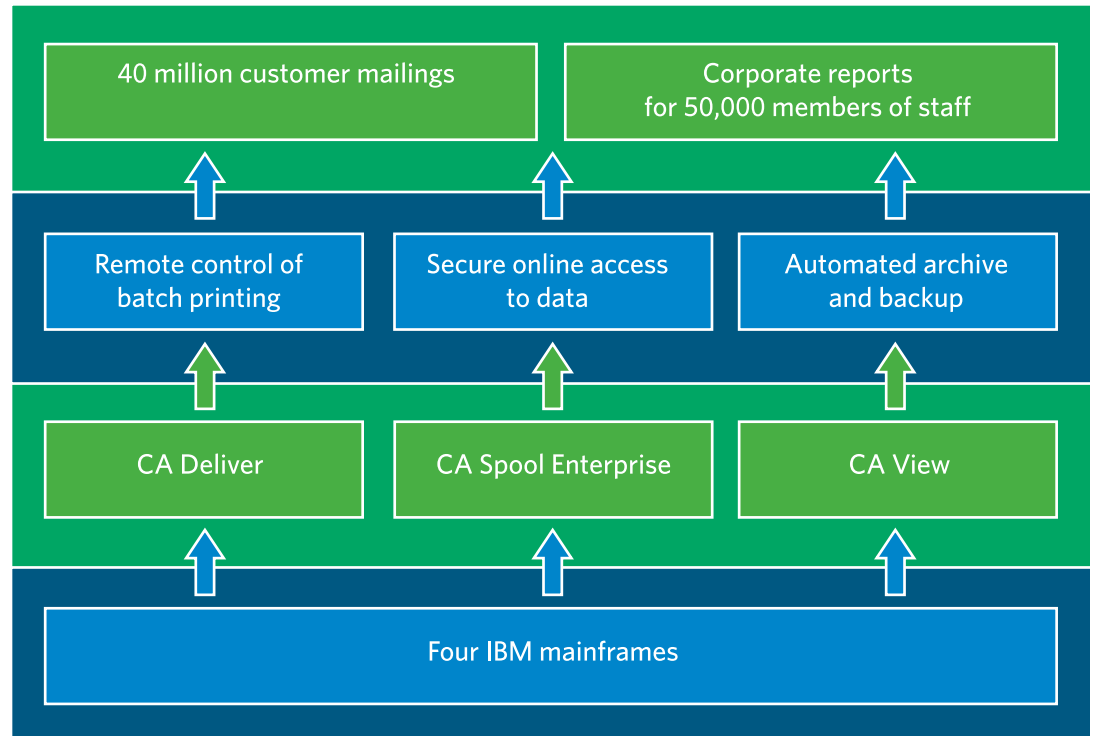 40 million customer mailings
Corporate reports
for 50,000 members of staff
Remote control of
batch printing
Secure online access
to data
Automated archive
and backup
CA Deliver
CA Spool Enterprise
CA View
Four IBM mainframes